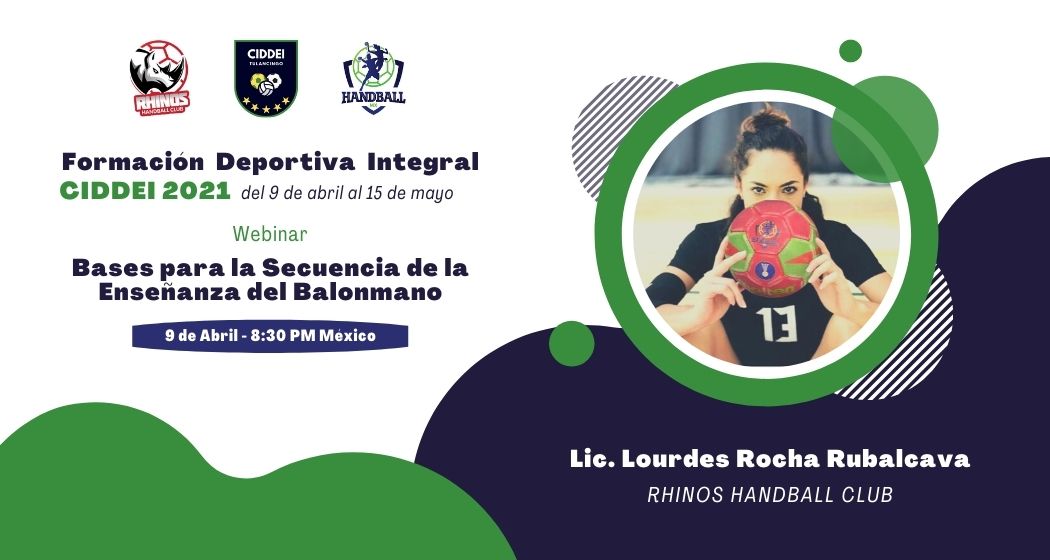 RHINOS
HANDBALL CLUB
CIDDEI
TULANCINGO
HANDBALL
MX
Formación Deportiva Integral
CIDDEI 2021 del 9 de abril al 15 de mayo
Webinar
Bases para la Secuencia de la
Enseñanza del Balonmano
9 de Abril - 8:30 PM México
13
Lic. Lourdes Rocha Rubalcava
RHINOS HANDBALL CLUB